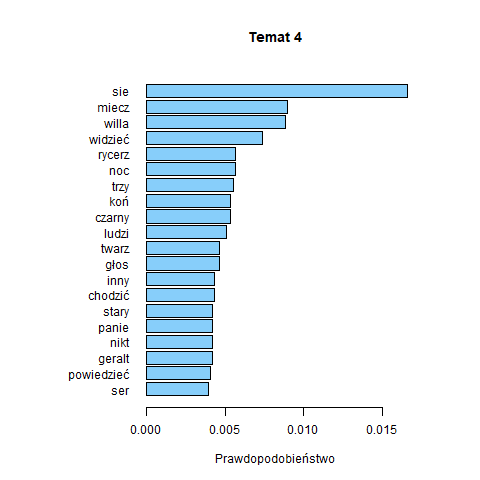 Temat 4
sie
miecz
willa
widzieć
rycerz
noc
trzy
koń
czarny
ludzi
twarz
głos
inny
chodzić
stary
panie
nikt
geralt
powiedzieć
ser
0.000 0.005 0.010 0.015
Prawdopodobieństwo